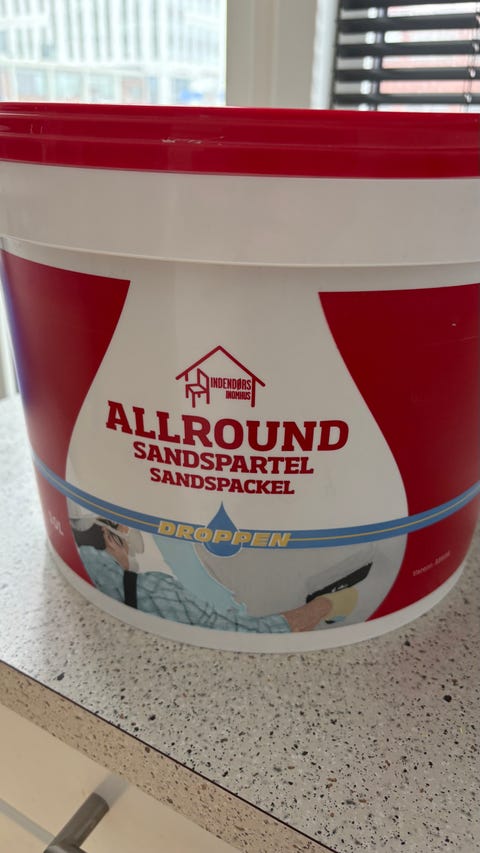 INDENDØRS
INOMHUS
ALLROUND
SANDSPARTEL
SANDSPACKEL
DROPPEN